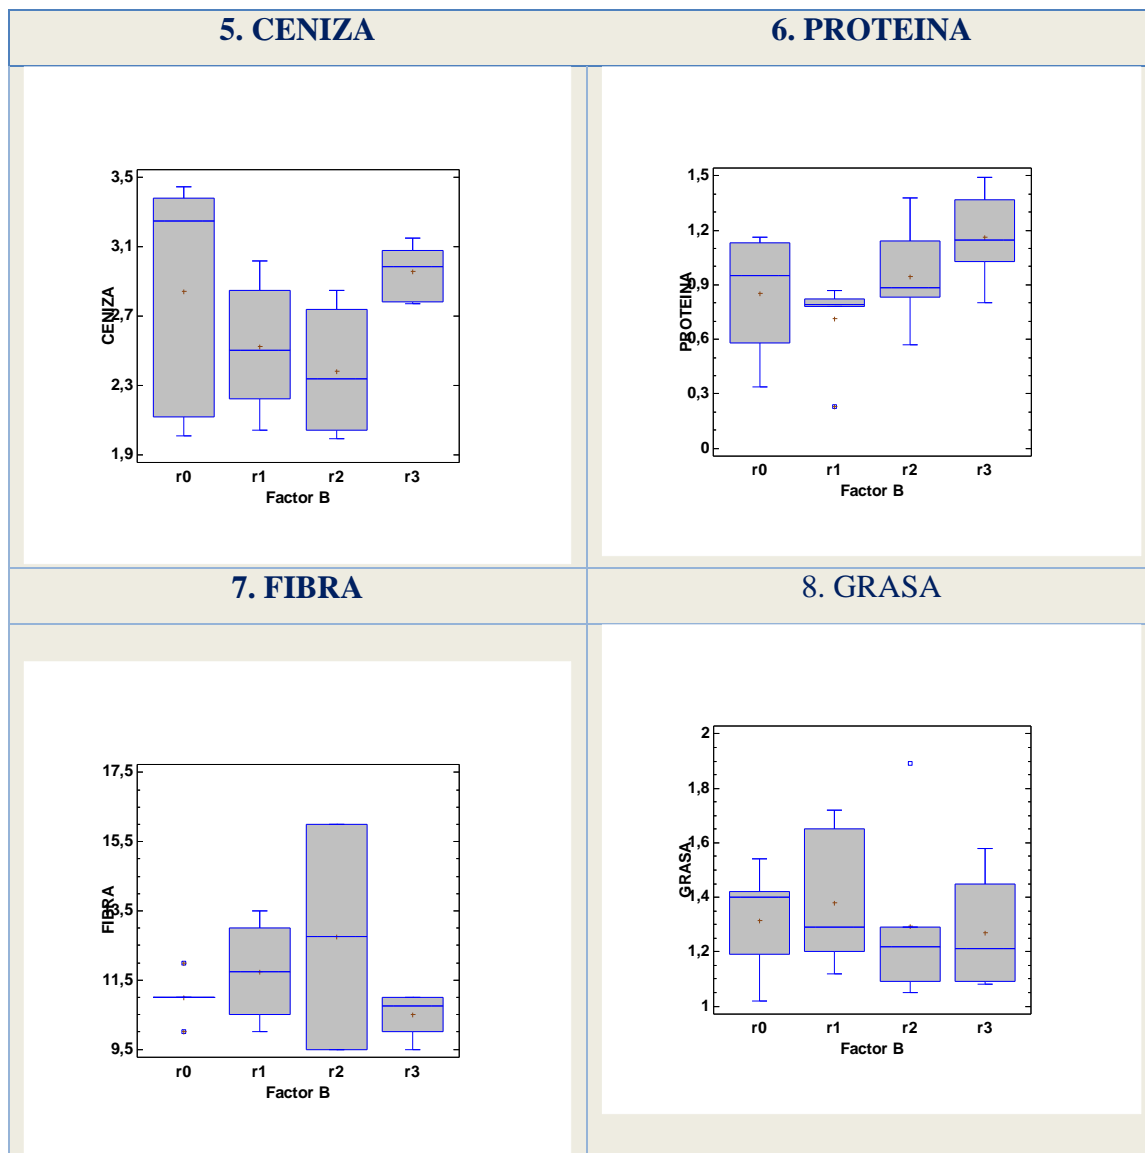 5. CENIZA
6. PROTEINA
3,5
3,1
2,7
2,3
1,9
CENIZA
r0 r1 r2 r3
Factor B
1,5
1,2
0,9
0,6
0,3
0
PROTEINA
r0 r1 r2 r3
Factor B
7. FIBRA
8. GRASA
17,5
15,5
13,5
11,5
9,5
FIBRA
r0 r1 r2 r3
Factor B
2
1,8
1,6
1,4
1,2
1
GRASA
r0 r1 r2 r3
Factor B